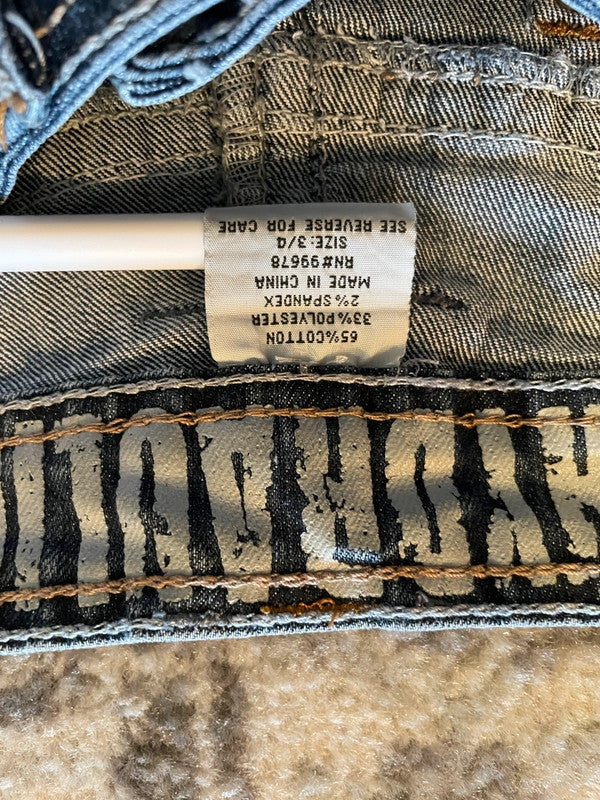 65%COTTON
33%POLYESTER
2%SPANDEX
MADE IN CHINA
RN#99678
SIZE: 3/4
SEE REVERSE FOR CARE